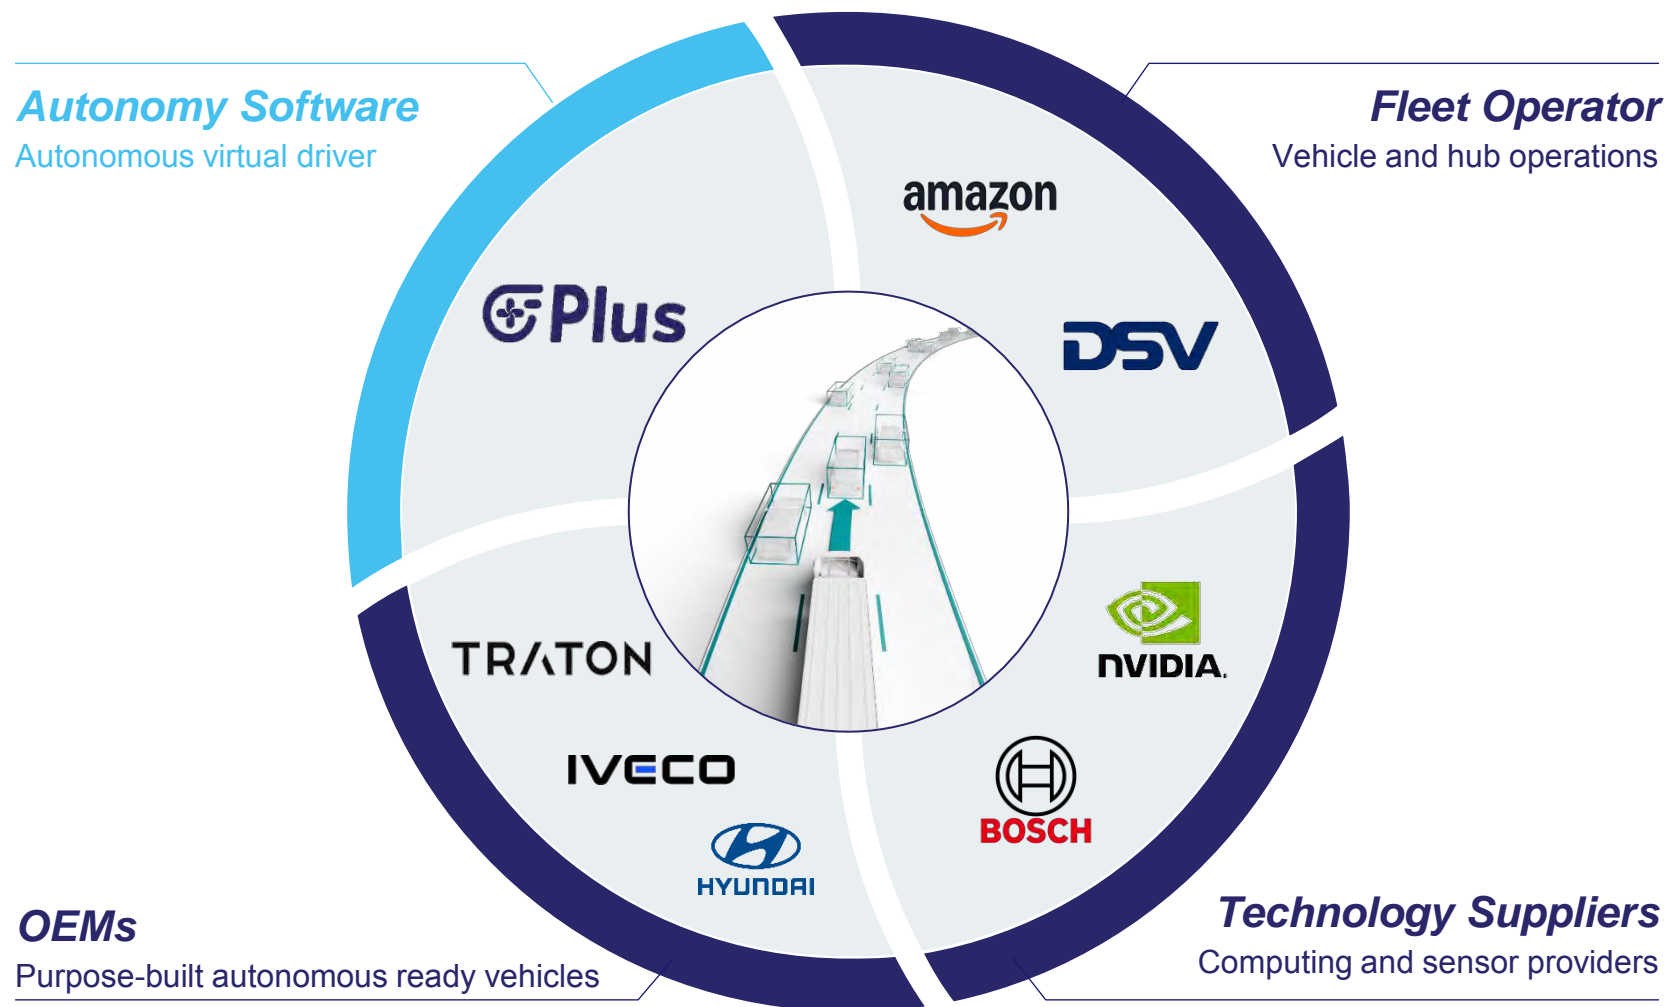 Autonomy Software
Autonomous virtual driver
Fleet Operator
Vehicle and hub operations
amazon
Plus
DSV
TRATON
nVIDIA.
IVECO
BOSCH
HYUNDAI
OEMs
Purpose-built autonomous ready vehicles
Technology Suppliers
Computing and sensor providers